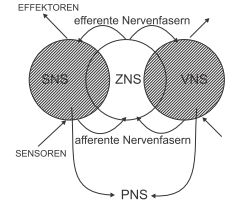 EFFEKTOREN
efferente Nervenfasern
SNS ZNS VNS
afferente Nervenfasern
SENSOREN
PNS